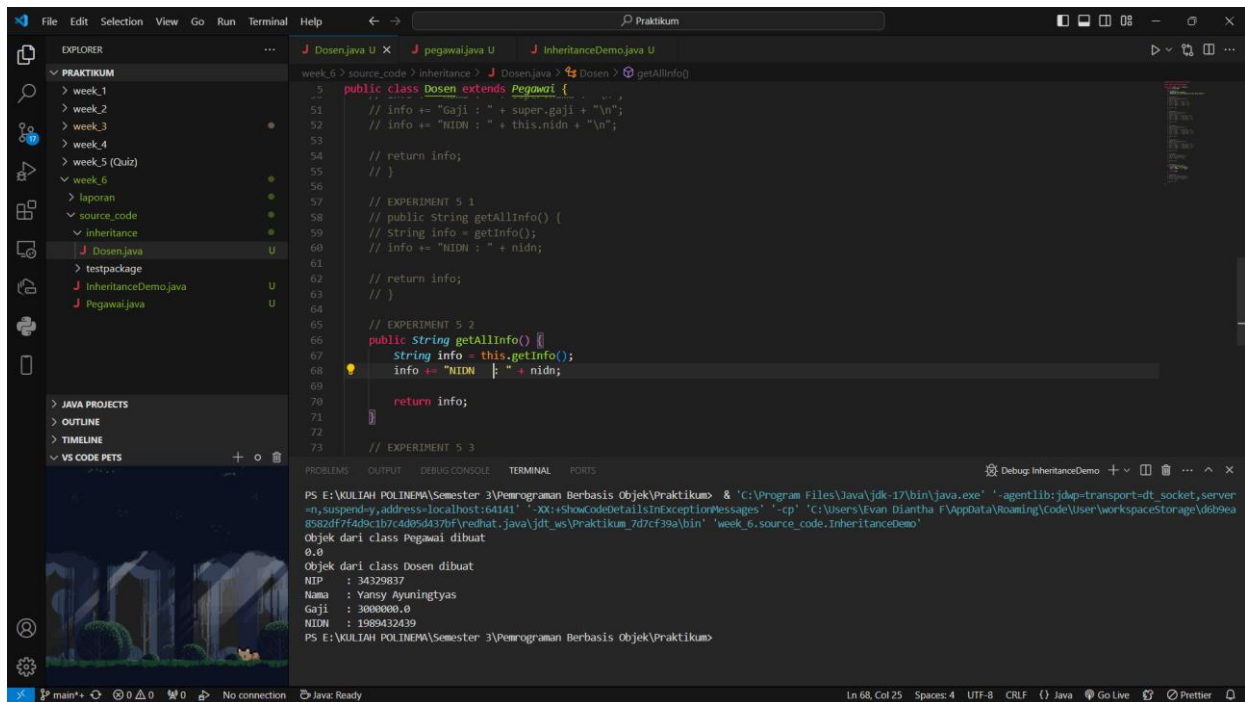 File Edit Selection View Go Run Terminal Help
Praktikum
EXPLORER
PRAKTIKUM
week_1
week_2
week_3
week_4
week_5 (Quiz)
week_6
laporan
source_code
inheritance
J Dosen.java U
testpackage
J InheritanceDemo.java U
J Pegawai.java U
JAVA PROJECTS
OUTLINE
TIMELINE
VS CODE PETS
17
J Dosen.java U
J pegawai.java U
J InheritanceDemo.java U
week_6 > source_code > inheritance > J Dosen.java > Dosen > getAllInfo()
5 public class Dosen extends Pegawai {
51 // info += "Gaji : " + super.gaji + "\n";
52 // info += "NIDN : " + this.nidn + "\n";
53
54 // return info;
55 // }
56
57 // EXPERIMENT 5 1
58 // public String getAllInfo() {
59 // String info = getInfo();
60 // info += "NIDN : " + nidn;
61
62 // return info;
63 // }
64
65 // EXPERIMENT 5 2
66 public String getAllInfo() {
67 String info = this.getInfo();
68 info += "NIDN   : " + nidn;
69
70 return info;
71 }
72
73 // EXPERIMENT 5 3
PROBLEMS OUTPUT DEBUG CONSOLE TERMINAL PORTS
Debug: InheritanceDemo
PS E:\KULIAH POLINEMA\Semester 3\Pemrograman Berbasis Objek\Praktikum> & 'C:\Program Files\Java\jdk-17\bin\java.exe' '-agentlib:jdwp=transport=dt_socket,server
=n,suspend=y,address=localhost:64141' '-XX:+ShowCodeDetailsInExceptionMessages' '-cp' 'C:\Users\Evan Diantha F\AppData\Roaming\Code\User\workspaceStorage\d6b9ea
8582df7f4d9c1b7c4d05d437bf\redhat.java\jdt_ws\Praktikum_7d7cf39a\bin' 'week_6.source_code.InheritanceDemo'
Objek dari class Pegawai dibuat
0.0
Objek dari class Dosen dibuat
NIP : 34329837
Nama : Yansy Ayuningtyas
Gaji : 3000000.0
NIDN : 1989432439
PS E:\KULIAH POLINEMA\Semester 3\Pemrograman Berbasis Objek\Praktikum>
main*+ 0 0 0 No connection Java: Ready
Ln 68, Col 25 Spaces: 4 UTF-8 CRLF {} Java Go Live Prettier